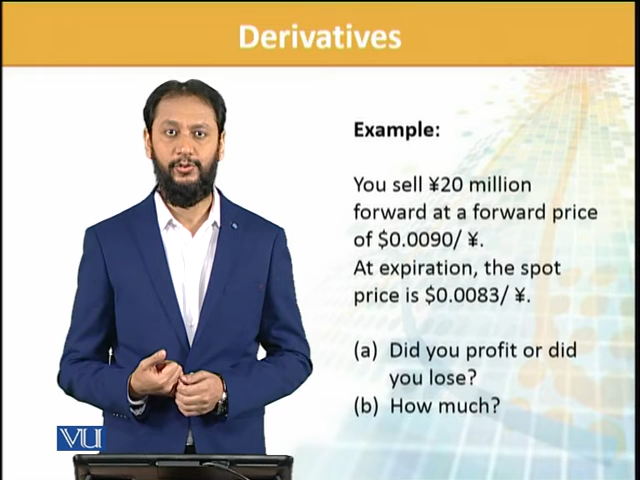 Derivatives
Example:
You sell ¥20 million
forward at a forward price
of $0.0090/ ¥.
At expiration, the spot
price is $0.0083/ ¥.
(a) Did you profit or did
you lose?
(b) How much?
VU